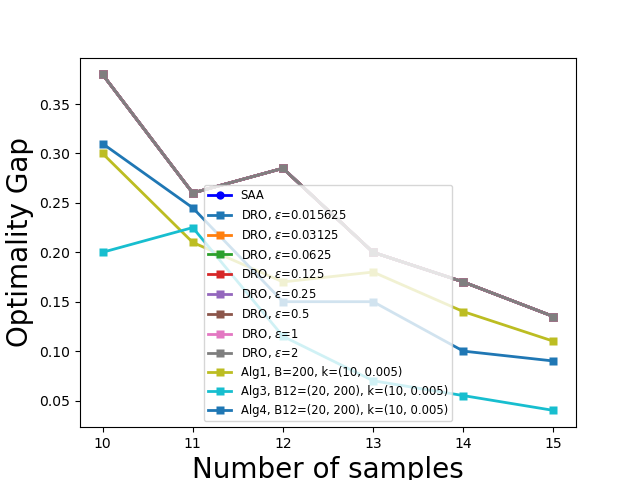 0.35
0.30
0.25
0.20
0.15
0.10
0.05
Optimality Gap
SAA
DRO, ε=0.015625
DRO, ε=0.03125
DRO, ε=0.0625
DRO, ε=0.125
DRO, ε=0.25
DRO, ε=0.5
DRO, ε=1
DRO, ε=2
Alg1, B=200, k=(10, 0.005)
Alg3, B12=(20, 200), k=(10, 0.005)
Alg4, B12=(20, 200), k=(10, 0.005)
10 11 12 13 14 15
Number of samples